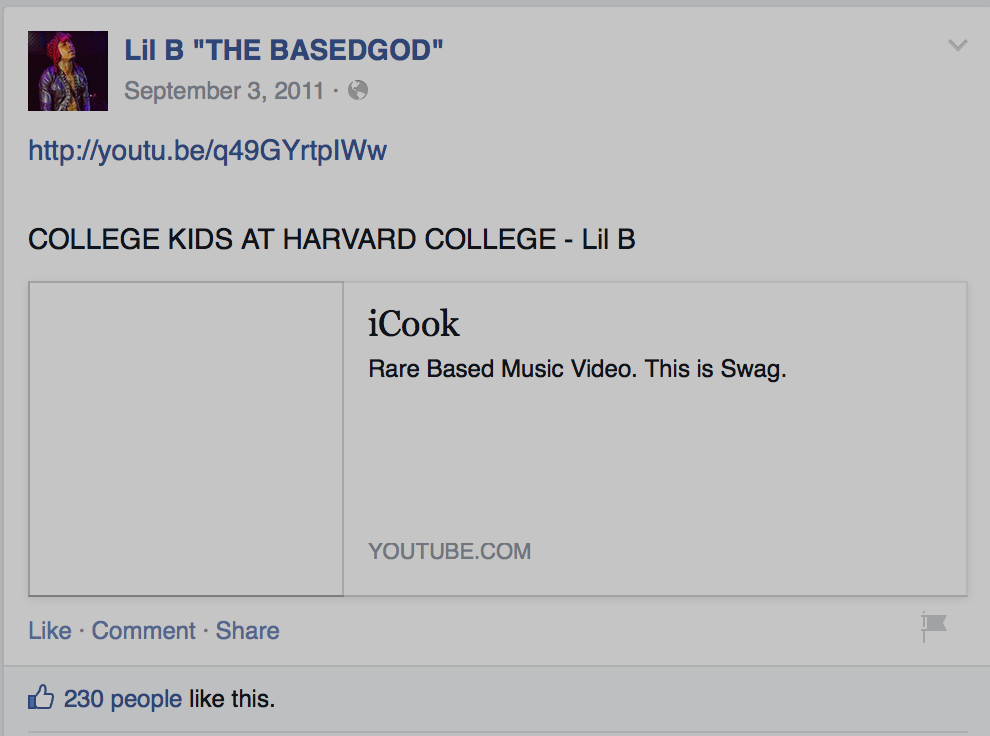 Lil B "THE BASEDGOD"
September 3, 2011 ·
http://youtu.be/q49GYrtpIWw
COLLEGE KIDS AT HARVARD COLLEGE - Lil B
iCook
Rare Based Music Video. This is Swag.
YOUTUBE.COM
Like · Comment · Share
230 people like this.